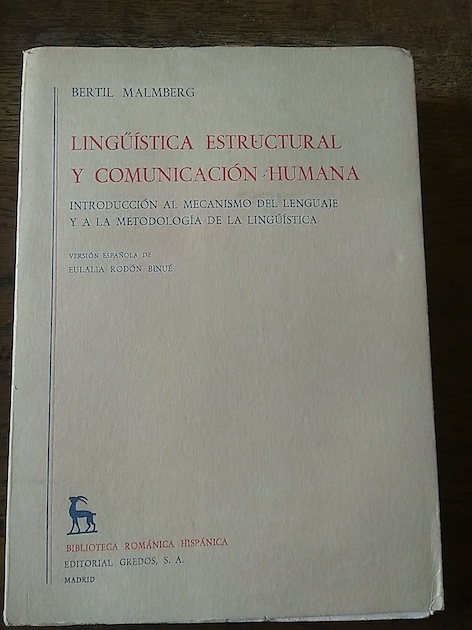 BERTIL MALMBERG
LINGÜÍSTICA ESTRUCTURAL
Y COMUNICACIÓN HUMANA
INTRODUCCIÓN AL MECANISMO DEL LENGUAJE
Y A LA METODOLOGÍA DE LA LINGÜÍSTICA
VERSIÓN ESPAÑOLA DE
EULALIA RODÓN BINUÉ
BIBLIOTECA ROMÁNICA HISPÁNICA
EDITORIAL GREDOS, S. A.
MADRID